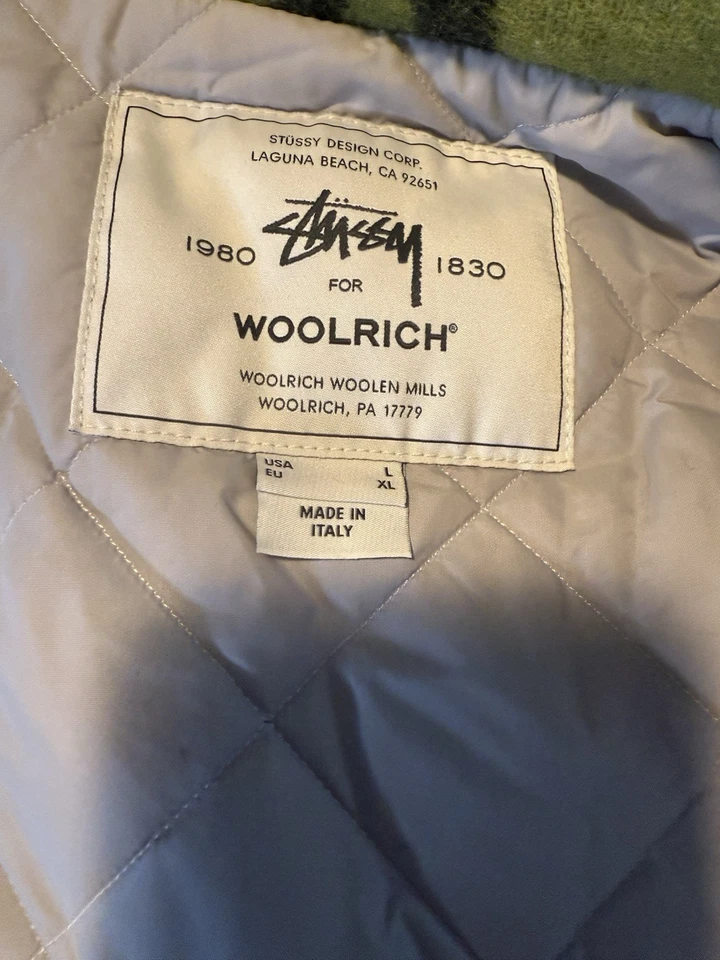 STÜSSY DESIGN CORP.
LAGUNA BEACH, CA 92651
Stüssy
1980 1830
FOR
WOOLRICH®
WOOLRICH WOOLEN MILLS
WOOLRICH, PA 17779
USA L
EU XL
MADE IN
ITALY